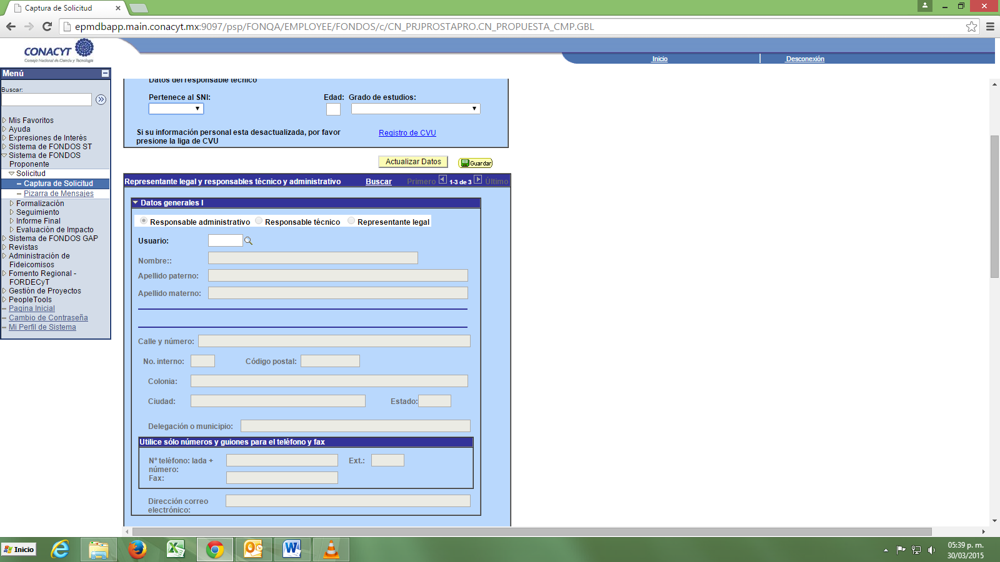 Captura de Solicitud
epmdbapp.main.conacyt.mx:9097/psp/FONQA/EMPLOYEE/FONDOS/c/CN_PRJPROSTAPRO.CN_PROPUESTA_CMP.GBL
CONACYT
Consejo Nacional de Ciencia y Tecnología
Inicio
Desconexión
Menú
Buscar:
Mis Favoritos
Ayuda
Expresiones de Interés
Sistema de FONDOS ST
Sistema de FONDOS
Proponente
Solicitud
Captura de Solicitud
Pizarra de Mensajes
Formalización
Seguimiento
Informe Final
Evaluación de Impacto
Sistema de FONDOS GAP
Revistas
Administración de
Fideicomisos
Fomento Regional -
FORDECyT
Gestión de Proyectos
PeopleTools
Pagina Inicial
Cambio de Contraseña
Mi Perfil de Sistema
Datos del responsable técnico
Pertenece al SNI:
Edad:
Grado de estudios:
Si su información personal esta desactualizada, por favor
presione la liga de CVU
Registro de CVU
Actualizar Datos
Guardar
Representante legal y responsables técnico y administrativo
Buscar
Primero
1-3 de 3
Último
Datos generales I
Responsable administrativo
Responsable técnico
Representante legal
Usuario:
Nombre::
Apellido paterno:
Apellido materno:
Calle y número:
No. interno:
Código postal:
Colonia:
Ciudad:
Estado:
Delegación o municipio:
Utilice sólo números y guiones para el teléfono y fax
Nº teléfono: lada +
número:
Ext.:
Fax:
Dirección correo
electrónico:
Inicio
05:39 p. m.
30/03/2015